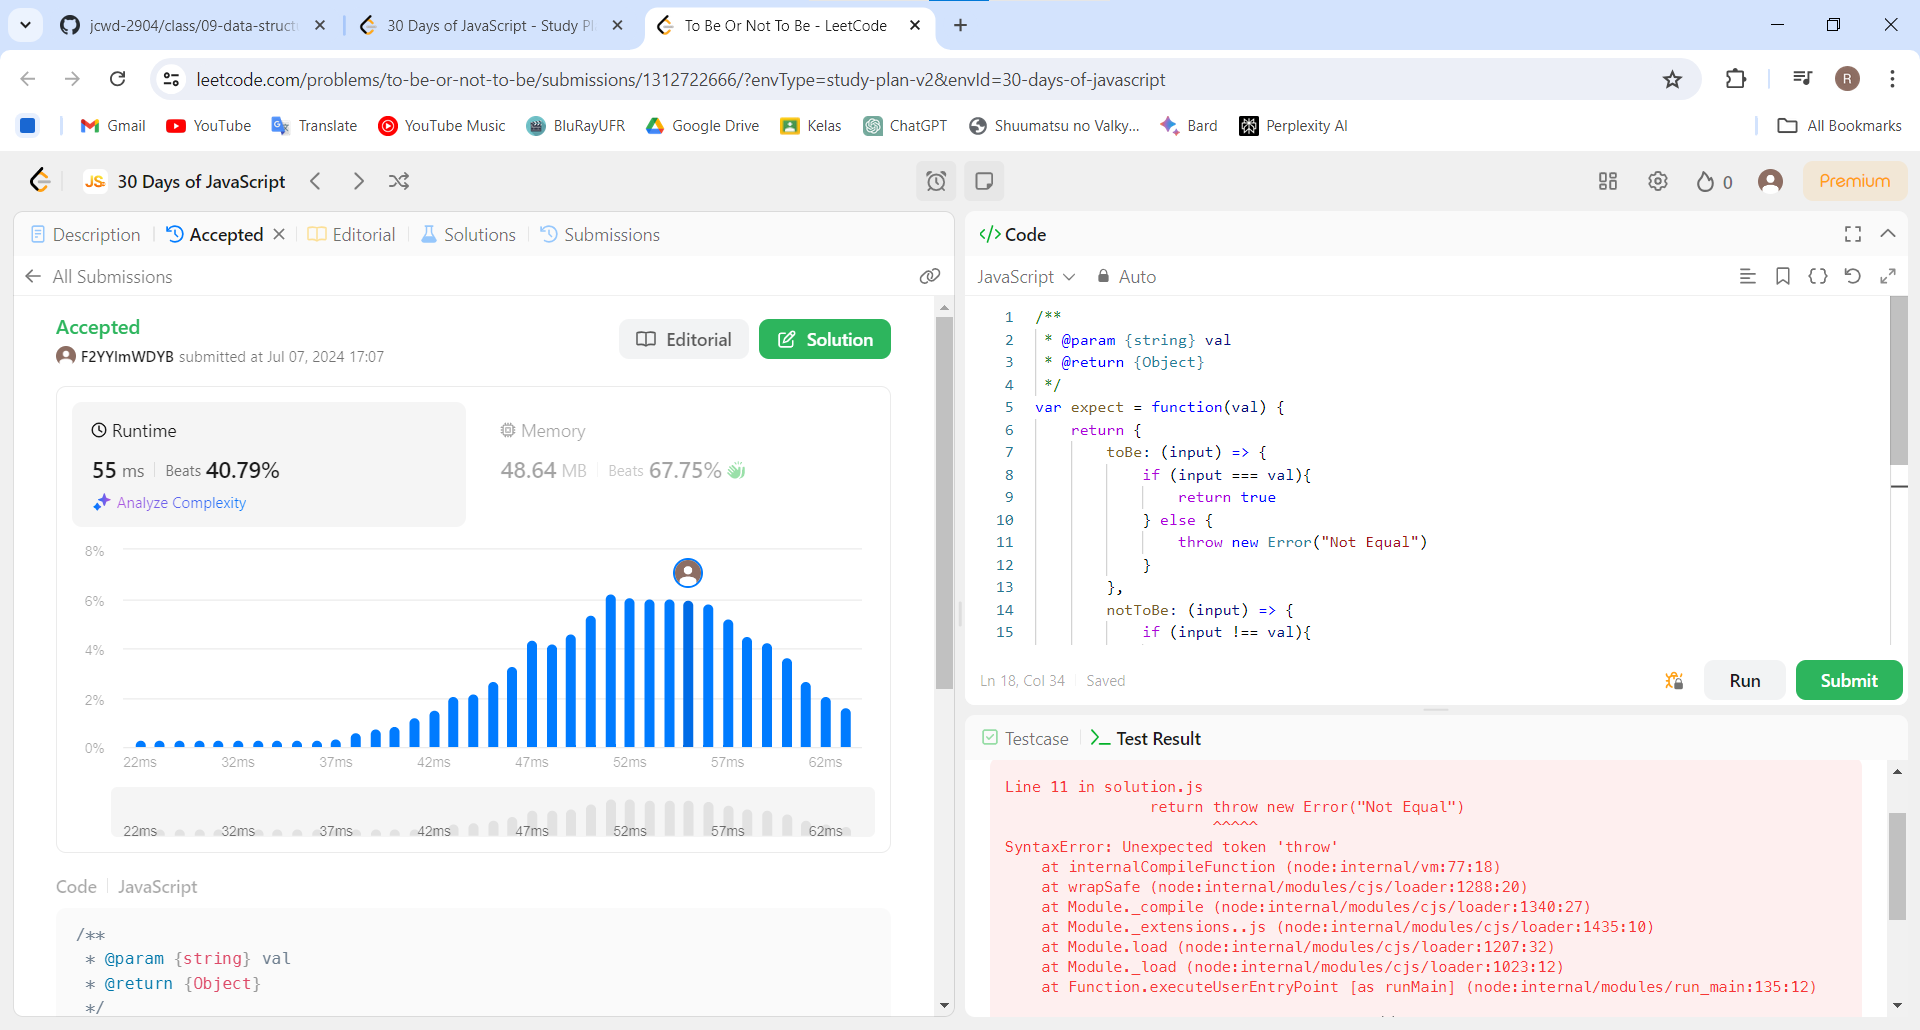 jcwd-2904/class/09-data-struct
30 Days of JavaScript - Study Pl
To Be Or Not To Be - LeetCode
leetcode.com/problems/to-be-or-not-to-be/submissions/1312722666/?envType=study-plan-v2&envId=30-days-of-javascript
R
Gmail
YouTube
Translate
YouTube Music
BluRayUFR
Google Drive
Kelas
ChatGPT
Shuumatsu no Valky...
Bard
Perplexity AI
All Bookmarks
JS
30 Days of JavaScript
0
Premium
Description
Accepted
Editorial
Solutions
Submissions
All Submissions
Accepted
F2YYImWDYB submitted at Jul 07, 2024 17:07
Editorial
Solution
Runtime
55 ms
Beats 40.79%
Analyze Complexity
Memory
48.64 MB
Beats 67.75%
8%
6%
4%
2%
0%
22ms 32ms 37ms 42ms 47ms 52ms 57ms 62ms
22ms 32ms 37ms 42ms 47ms 52ms 57ms 62ms
Code
JavaScript
/**
* @param {string} val
* @return {Object}
*/
</> Code
JavaScript
Auto
1 /**
2 * @param {string} val
3 * @return {Object}
4 */
5 var expect = function(val) {
6 return {
7 toBe: (input) => {
8 if (input === val){
9 return true
10 } else {
11 throw new Error("Not Equal")
12 }
13 },
14 notToBe: (input) => {
15 if (input !== val){
Ln 18, Col 34
Saved
Run
Submit
Testcase
Test Result
Line 11 in solution.js
return throw new Error("Not Equal")
^^^^^
SyntaxError: Unexpected token 'throw'
at internalCompileFunction (node:internal/vm:77:18)
at wrapSafe (node:internal/modules/cjs/loader:1288:20)
at Module._compile (node:internal/modules/cjs/loader:1340:27)
at Module._extensions..js (node:internal/modules/cjs/loader:1435:10)
at Module.load (node:internal/modules/cjs/loader:1207:32)
at Module._load (node:internal/modules/cjs/loader:1023:12)
at Function.executeUserEntryPoint [as runMain] (node:internal/modules/run_main:135:12)